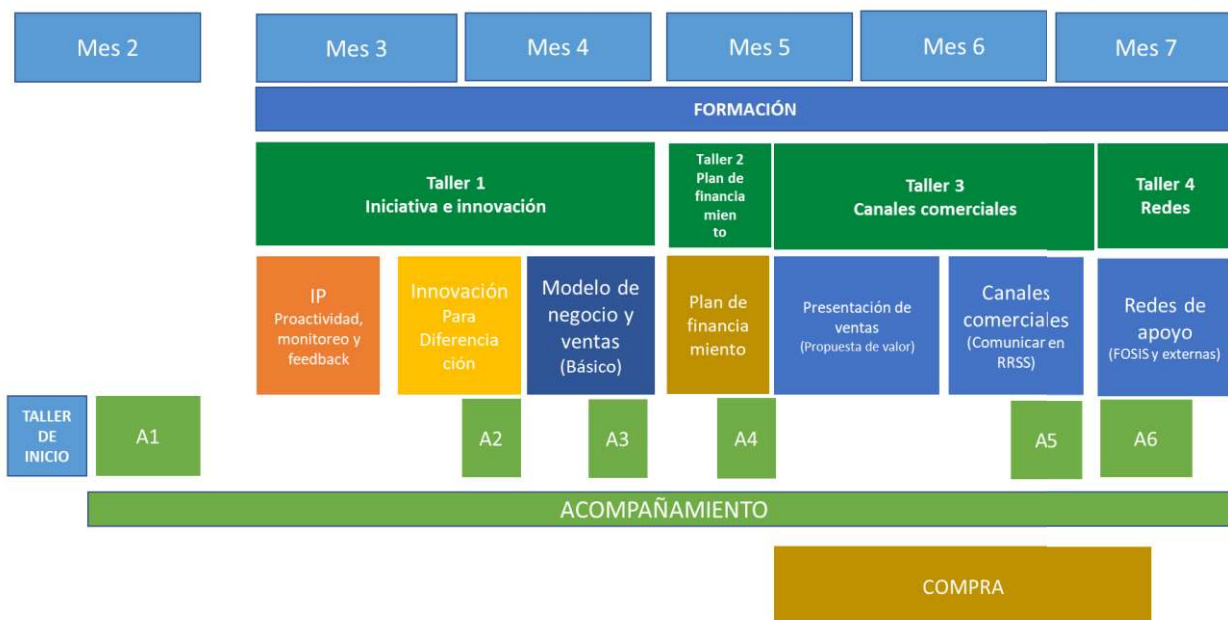 Mes 2
Mes 3
Mes 4
Mes 5
Mes 6
Mes 7
FORMACIÓN
Taller 1
Iniciativa e innovación
Taller 2
Plan de
financia
mien
to
Taller 3
Canales comerciales
Taller 4
Redes
IP
Proactividad,
monitoreo y
feedback
Innovación
Para
Diferencia
ción
Modelo de
negocio y
ventas
(Básico)
Plan de
financia
miento
Presentación de
ventas
(Propuesta de valor)
Canales
comerciales
(Comunicar en
RRSS)
Redes de
apoyo
(FOSIS y externas)
TALLER
DE
INICIO
A1
A2
A3
A4
A5
A6
ACOMPAÑAMIENTO
COMPRA